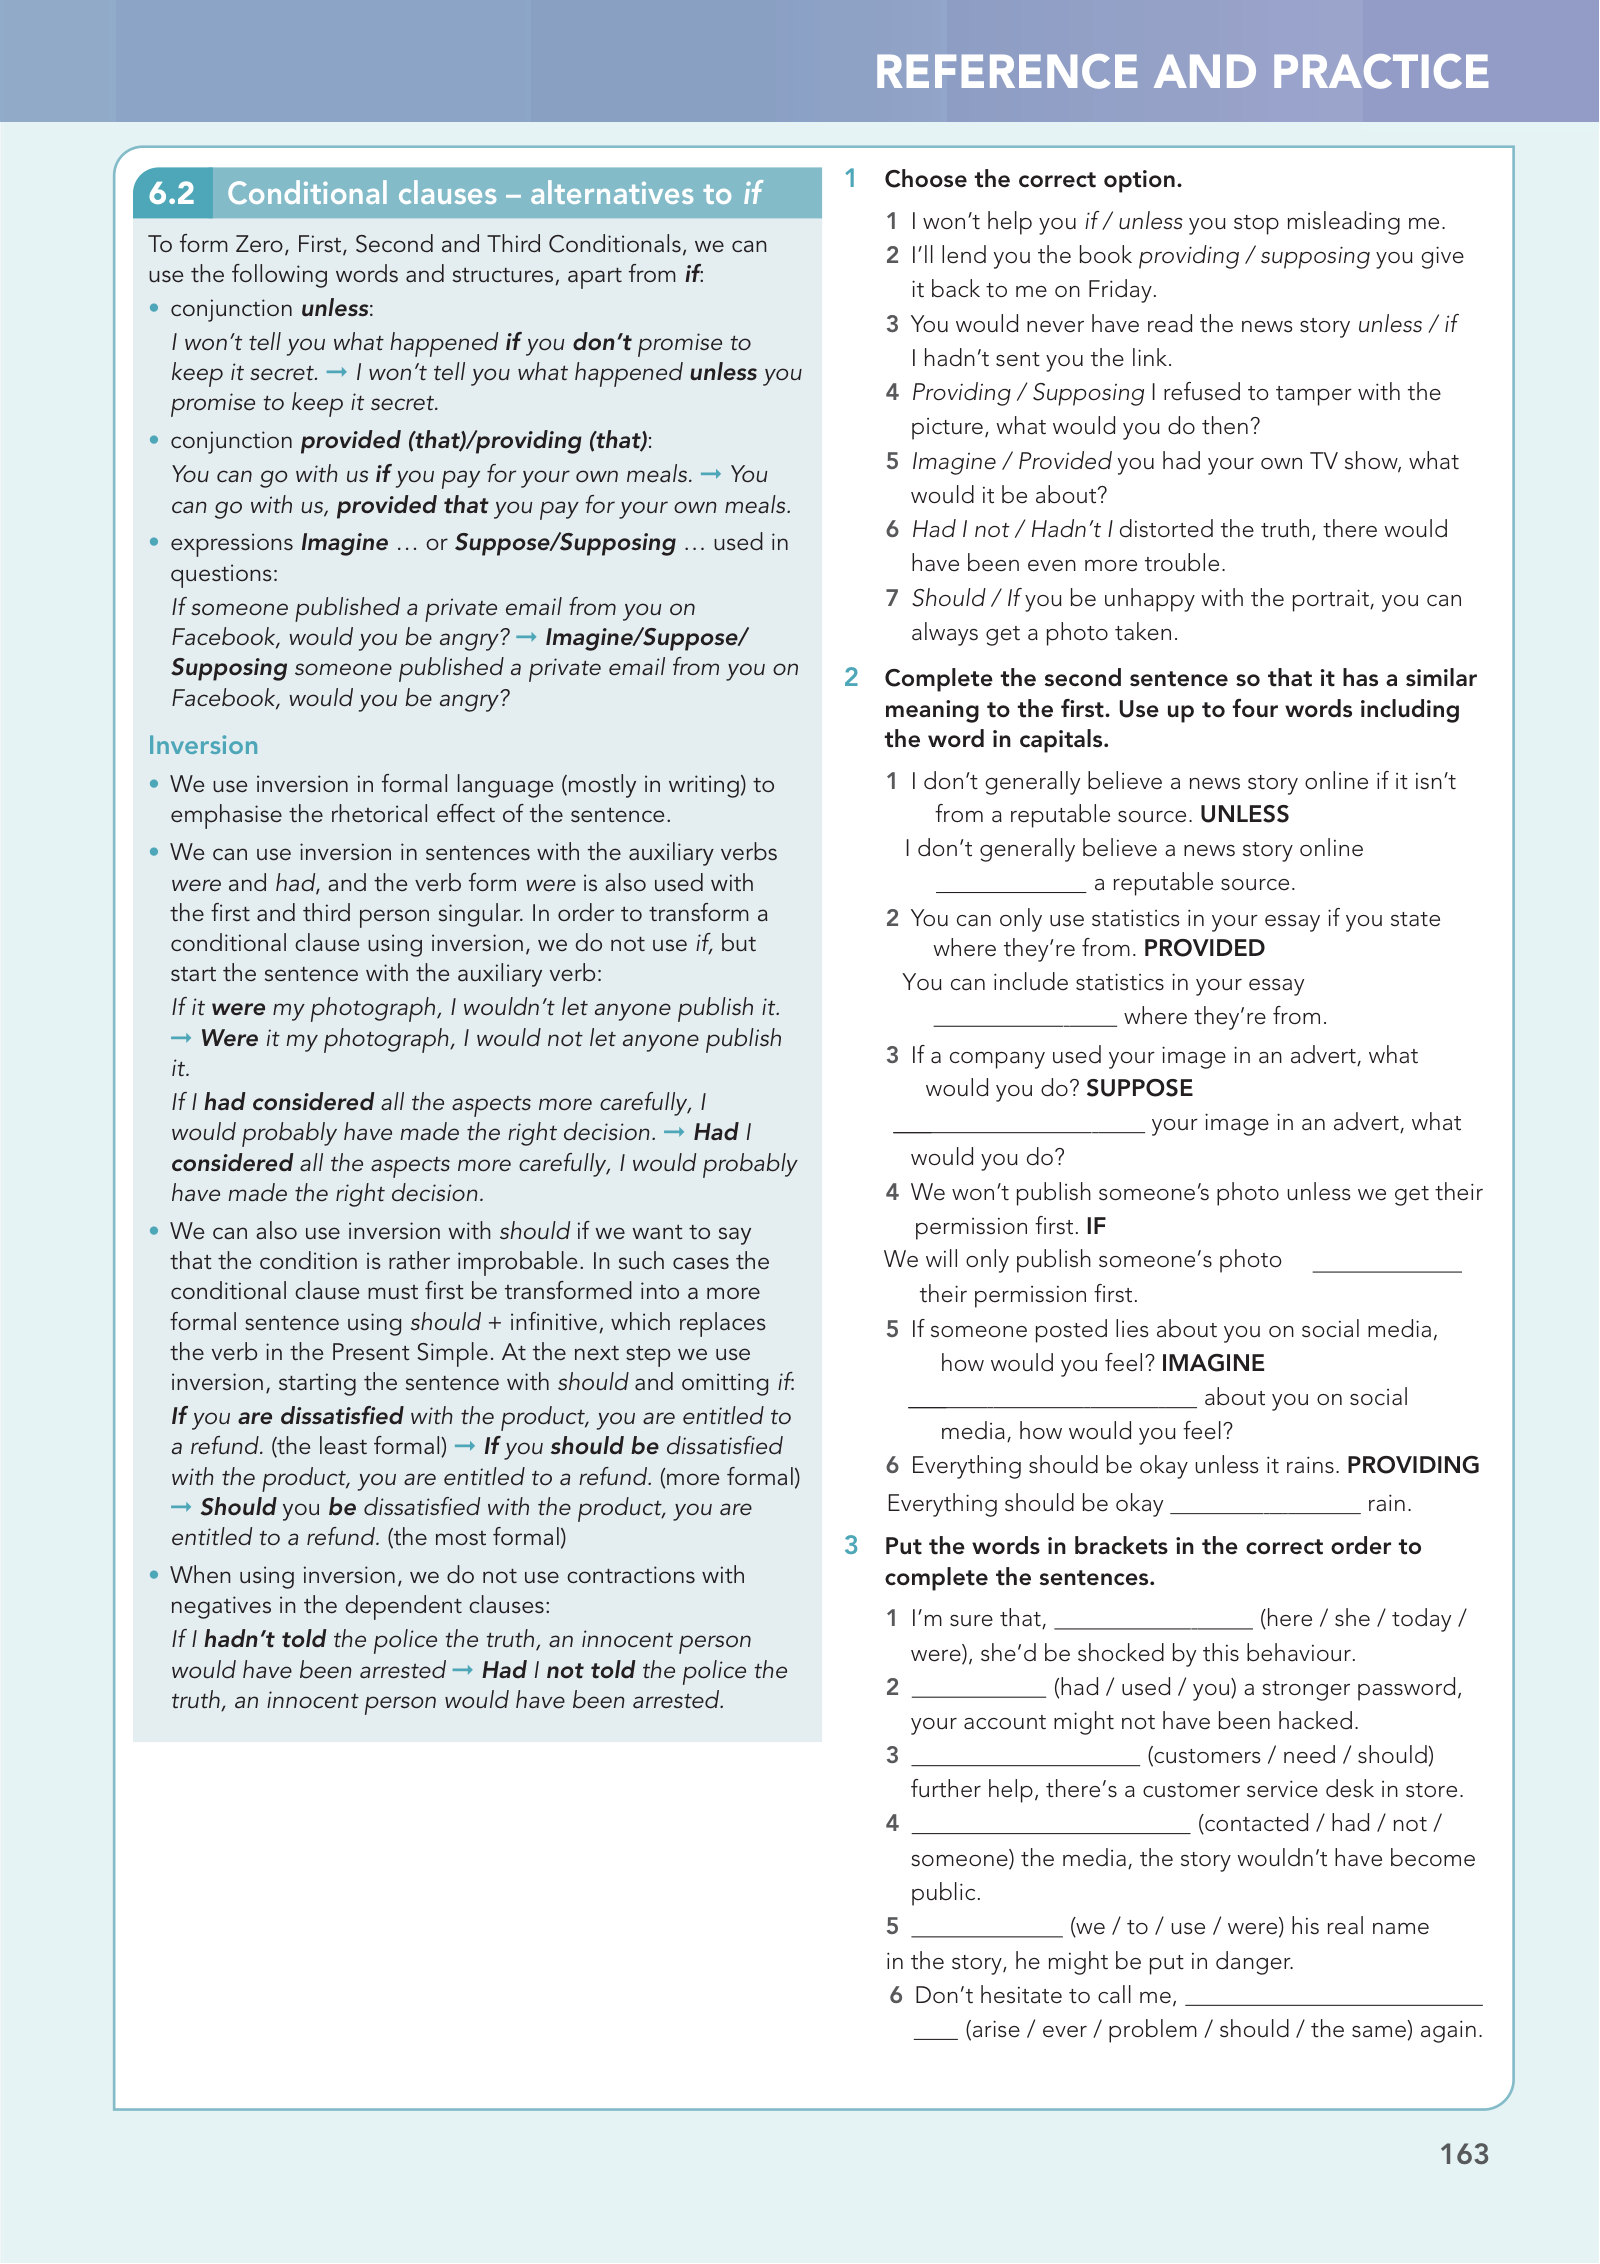 REFERENCE AND PRACTICE
6.2 Conditional clauses – alternatives to if
To form Zero, First, Second and Third Conditionals, we can
use the following words and structures, apart from if:
• conjunction unless:
I won't tell you what happened if you don't promise to
keep it secret. → I won't tell you what happened unless you
promise to keep it secret.
• conjunction provided (that)/providing (that):
You can go with us if you pay for your own meals. → You
can go with us, provided that you pay for your own meals.
• expressions Imagine … or Suppose/Supposing … used in
questions:
If someone published a private email from you on
Facebook, would you be angry? → Imagine/Suppose/
Supposing someone published a private email from you on
Facebook, would you be angry?
Inversion
• We use inversion in formal language (mostly in writing) to
emphasise the rhetorical effect of the sentence.
• We can use inversion in sentences with the auxiliary verbs
were and had, and the verb form were is also used with
the first and third person singular. In order to transform a
conditional clause using inversion, we do not use if, but
start the sentence with the auxiliary verb:
If it were my photograph, I wouldn't let anyone publish it.
→ Were it my photograph, I would not let anyone publish
it.
If I had considered all the aspects more carefully, I
would probably have made the right decision. → Had I
considered all the aspects more carefully, I would probably
have made the right decision.
• We can also use inversion with should if we want to say
that the condition is rather improbable. In such cases the
conditional clause must first be transformed into a more
formal sentence using should + infinitive, which replaces
the verb in the Present Simple. At the next step we use
inversion, starting the sentence with should and omitting if:
If you are dissatisfied with the product, you are entitled to
a refund. (the least formal) → If you should be dissatisfied
with the product, you are entitled to a refund. (more formal)
→ Should you be dissatisfied with the product, you are
entitled to a refund. (the most formal)
• When using inversion, we do not use contractions with
negatives in the dependent clauses:
If I hadn't told the police the truth, an innocent person
would have been arrested → Had I not told the police the
truth, an innocent person would have been arrested.
1 Choose the correct option.
1 I won't help you if / unless you stop misleading me.
2 I'll lend you the book providing / supposing you give
it back to me on Friday.
3 You would never have read the news story unless / if
I hadn't sent you the link.
4 Providing / Supposing I refused to tamper with the
picture, what would you do then?
5 Imagine / Provided you had your own TV show, what
would it be about?
6 Had I not / Hadn't I distorted the truth, there would
have been even more trouble.
7 Should / If you be unhappy with the portrait, you can
always get a photo taken.
2 Complete the second sentence so that it has a similar
meaning to the first. Use up to four words including
the word in capitals.
1 I don't generally believe a news story online if it isn't
from a reputable source. UNLESS
I don't generally believe a news story online
____________ a reputable source.
2 You can only use statistics in your essay if you state
where they're from. PROVIDED
You can include statistics in your essay
_______________ where they're from.
3 If a company used your image in an advert, what
would you do? SUPPOSE
____________________ your image in an advert, what
would you do?
4 We won't publish someone's photo unless we get their
permission first. IF
We will only publish someone's photo ____________
their permission first.
5 If someone posted lies about you on social media,
how would you feel? IMAGINE
_______________________ about you on social
media, how would you feel?
6 Everything should be okay unless it rains. PROVIDING
Everything should be okay _______________ rain.
3 Put the words in brackets in the correct order to
complete the sentences.
1 I'm sure that, ________________ (here / she / today /
were), she'd be shocked by this behaviour.
2 ___________ (had / used / you) a stronger password,
your account might not have been hacked.
3 __________________ (customers / need / should)
further help, there's a customer service desk in store.
4 ______________________ (contacted / had / not /
someone) the media, the story wouldn't have become
public.
5 ____________ (we / to / use / were) his real name
in the story, he might be put in danger.
6 Don't hesitate to call me, ________________________
____ (arise / ever / problem / should / the same) again.
163